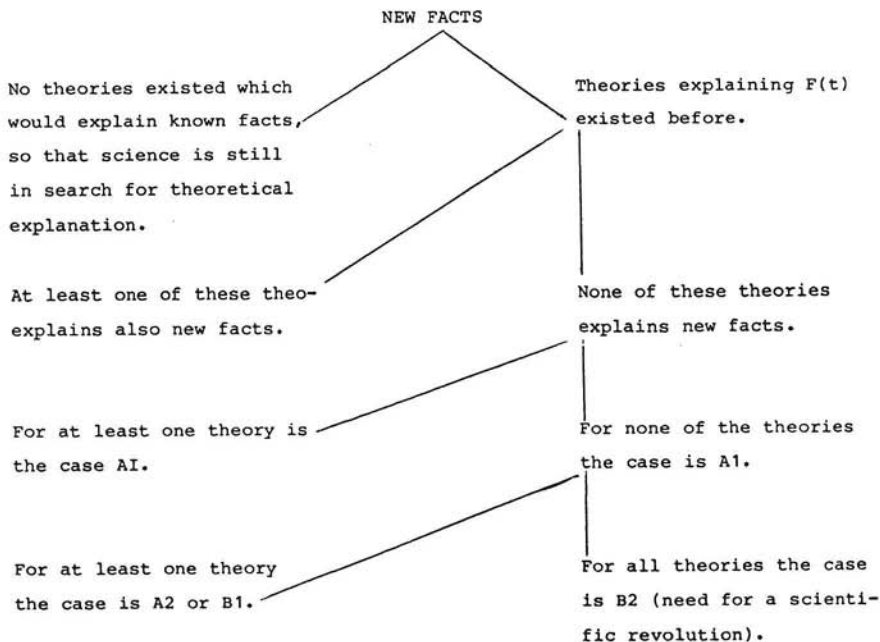 NEW FACTS
No theories existed which
would explain known facts,
so that science is still
in search for theoretical
explanation.
Theories explaining F(t)
existed before.
At least one of these theo-
explains also new facts.
None of these theories
explains new facts.
For at least one theory is
the case AI.
For none of the theories
the case is A1.
For at least one theory
the case is A2 or B1.
For all theories the case
is B2 (need for a scienti-
fic revolution).